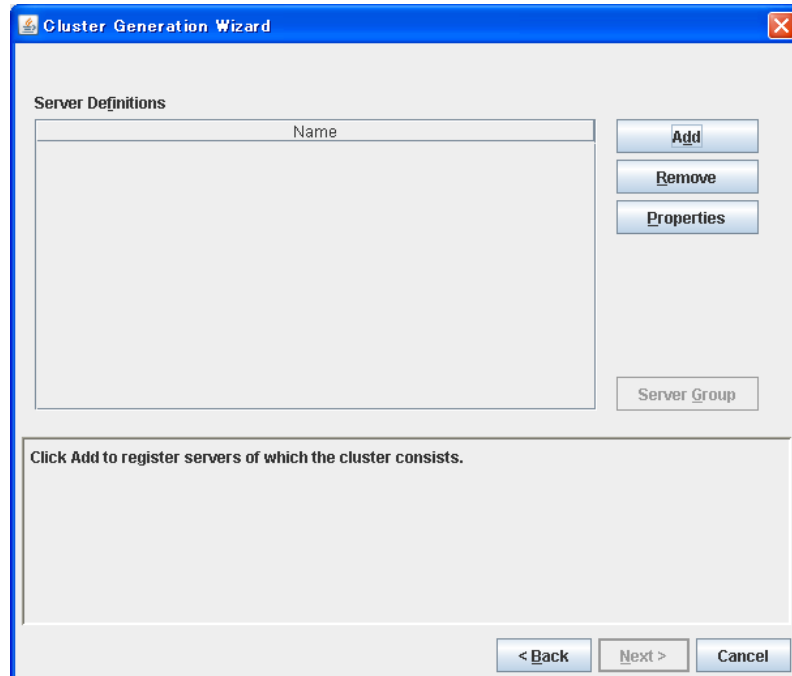 Cluster Generation Wizard
Server Definitions
Name
Add
Remove
Properties
Server Group
Click Add to register servers of which the cluster consists.
< Back
Next >
Cancel